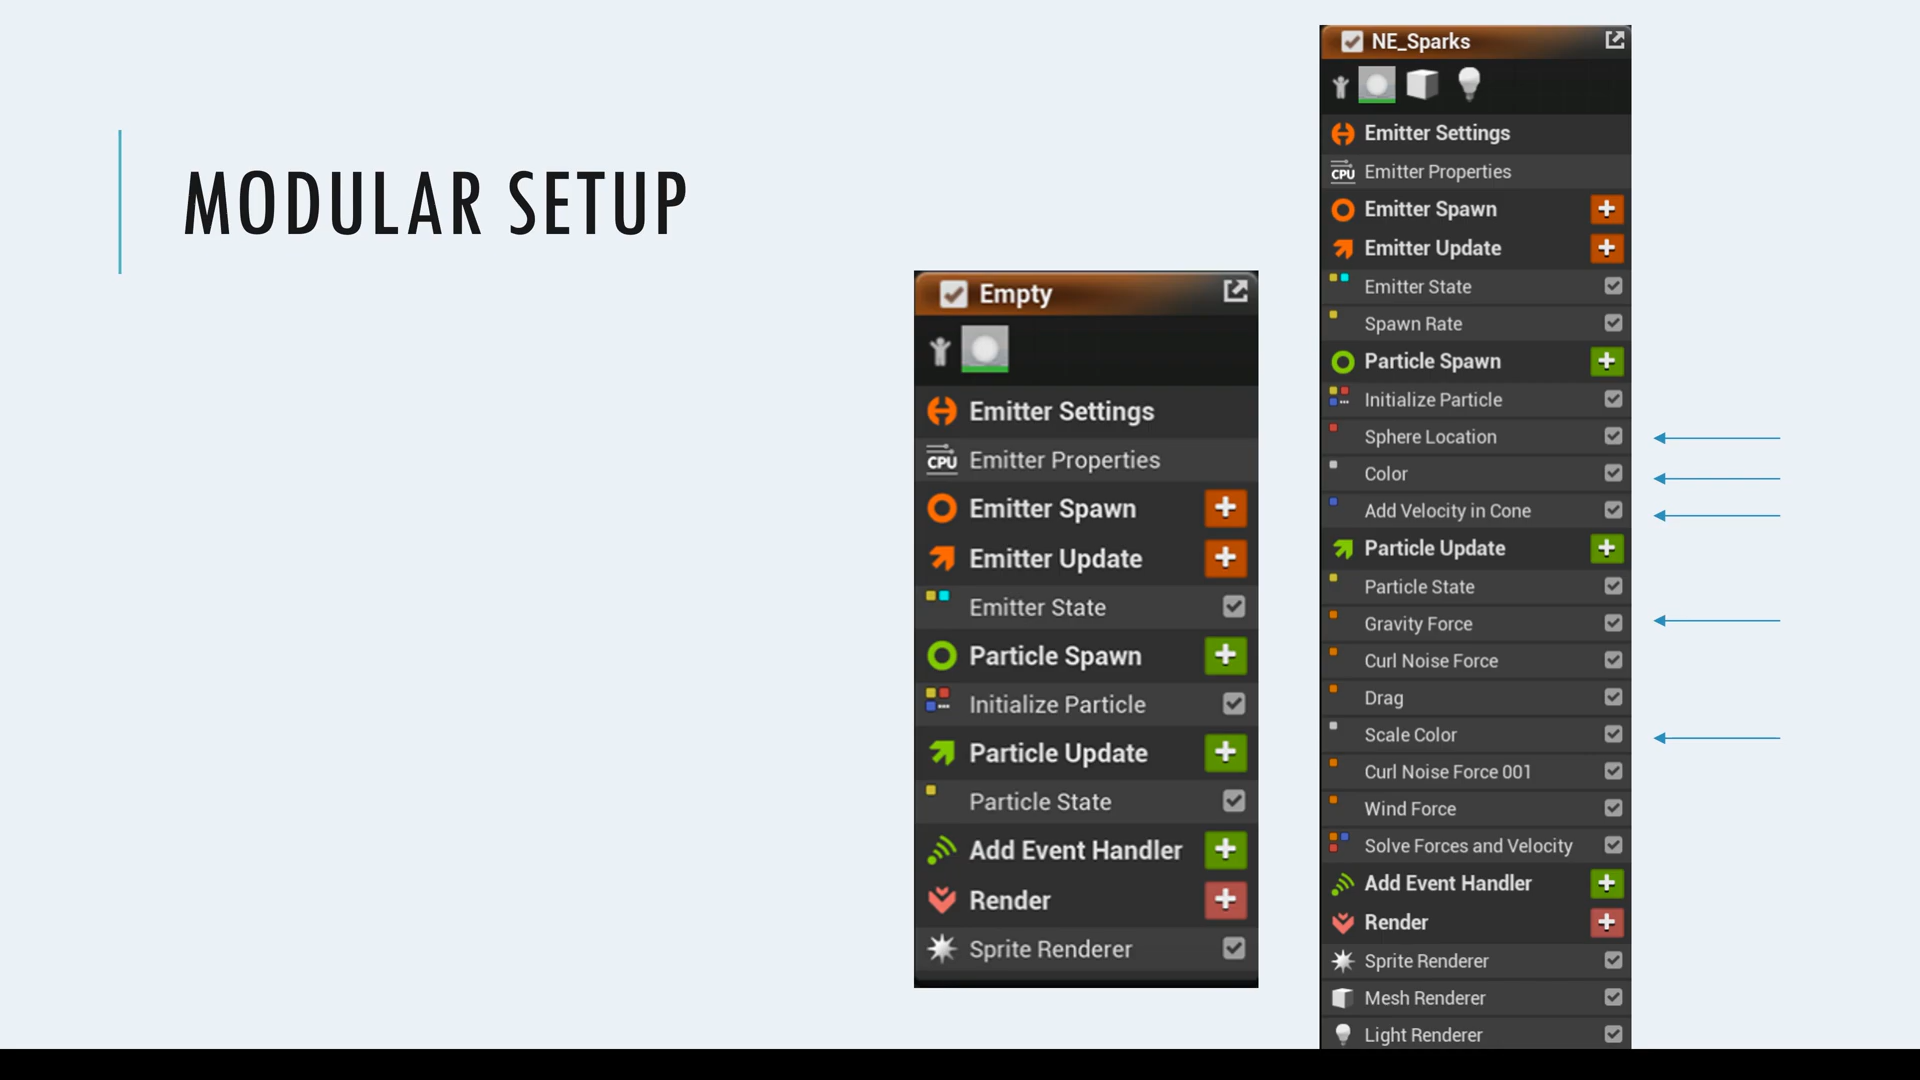 MODULAR SETUP
Empty
Emitter Settings
CPU Emitter Properties
Emitter Spawn
Emitter Update
Emitter State
Particle Spawn
Initialize Particle
Particle Update
Particle State
Add Event Handler
Render
Sprite Renderer
NE_Sparks
Emitter Settings
CPU Emitter Properties
Emitter Spawn
Emitter Update
Emitter State
Spawn Rate
Particle Spawn
Initialize Particle
Sphere Location
Color
Add Velocity in Cone
Particle Update
Particle State
Gravity Force
Curl Noise Force
Drag
Scale Color
Curl Noise Force 001
Wind Force
Solve Forces and Velocity
Add Event Handler
Render
Sprite Renderer
Mesh Renderer
Light Renderer